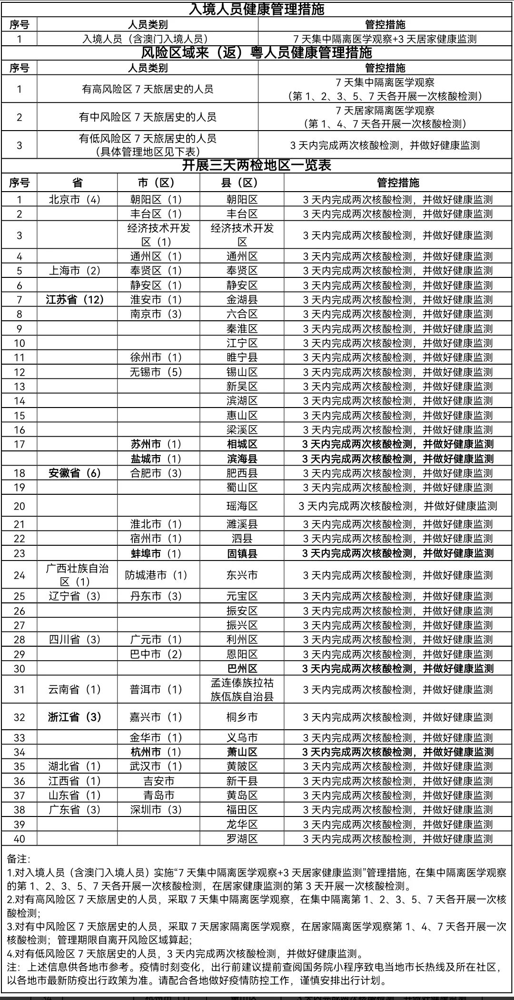 入境人员健康管理措施
序号 人员类别 管控措施
1 入境人员（含澳门入境人员） 7 天集中隔离医学观察+3 天居家健康监测
风险区域来（返）粤人员健康管理措施
序号 人员类别 管控措施
1 有高风险区 7 天旅居史的人员 7 天集中隔离医学观察
（第 1、2、3、5、7 天各开展一次核酸检测）
2 有中风险区 7 天旅居史的人员 7 天居家隔离医学观察
（第 1、4、7 天各开展一次核酸检测）
3 有低风险区 7 天旅居史的人员
（具体管理地区见下表） 3 天内完成两次核酸检测，并做好健康监测
开展三天两检地区一览表
序号 省 市（区） 县（区） 管控措施
1 北京市（4） 朝阳区（1） 朝阳区 3 天内完成两次核酸检测，并做好健康监测
2 丰台区（1） 丰台区 3 天内完成两次核酸检测，并做好健康监测
3 经济技术开发 经济技术开发 3 天内完成两次核酸检测，并做好健康监测
区（1） 区
4 通州区（1） 通州区 3 天内完成两次核酸检测，并做好健康监测
5 上海市（2） 奉贤区（1） 奉贤区 3 天内完成两次核酸检测，并做好健康监测
6 静安区（1） 静安区 3 天内完成两次核酸检测，并做好健康监测
7 江苏省（12） 淮安市（1） 金湖县 3 天内完成两次核酸检测，并做好健康监测
8 南京市（3） 六合区 3 天内完成两次核酸检测，并做好健康监测
9 秦淮区 3 天内完成两次核酸检测，并做好健康监测
10 江宁区 3 天内完成两次核酸检测，并做好健康监测
11 徐州市（1） 睢宁县 3 天内完成两次核酸检测，并做好健康监测
12 无锡市（5） 锡山区 3 天内完成两次核酸检测，并做好健康监测
13 新吴区 3 天内完成两次核酸检测，并做好健康监测
14 滨湖区 3 天内完成两次核酸检测，并做好健康监测
15 惠山区 3 天内完成两次核酸检测，并做好健康监测
16 梁溪区 3 天内完成两次核酸检测，并做好健康监测
17 苏州市（1） 相城区 3 天内完成两次核酸检测，并做好健康监测
盐城市（1） 滨海县 3 天内完成两次核酸检测，并做好健康监测
18 安徽省（6） 合肥市（3） 肥西县 3 天内完成两次核酸检测，并做好健康监测
19 蜀山区 3 天内完成两次核酸检测，并做好健康监测
20 瑶海区 3 天内完成两次核酸检测，并做好健康监测
21 淮北市（1） 濉溪县 3 天内完成两次核酸检测，并做好健康监测
22 宿州市（1） 泗县 3 天内完成两次核酸检测，并做好健康监测
23 蚌埠市（1） 固镇县 3 天内完成两次核酸检测，并做好健康监测
24 广西壮族自治 防城港市（1） 东兴市 3 天内完成两次核酸检测，并做好健康监测
区（1）
25 辽宁省（3） 丹东市（3） 元宝区 3 天内完成两次核酸检测，并做好健康监测
26 振安区 3 天内完成两次核酸检测，并做好健康监测
27 振兴区 3 天内完成两次核酸检测，并做好健康监测
28 四川省（3） 广元市（1） 利州区 3 天内完成两次核酸检测，并做好健康监测
29 巴中市（2） 恩阳区 3 天内完成两次核酸检测，并做好健康监测
30 巴州区 3 天内完成两次核酸检测，并做好健康监测
31 云南省（1） 普洱市（1） 孟连傣族拉祜 3 天内完成两次核酸检测，并做好健康监测
族佤族自治县
32 浙江省（3） 嘉兴市（1） 桐乡市 3 天内完成两次核酸检测，并做好健康监测
33 金华市（1） 义乌市 3 天内完成两次核酸检测，并做好健康监测
34 杭州市（1） 萧山区 3 天内完成两次核酸检测，并做好健康监测
35 湖北省（1） 武汉市（1） 黄陂区 3 天内完成两次核酸检测，并做好健康监测
36 江西省（1） 吉安市 新干县 3 天内完成两次核酸检测，并做好健康监测
37 山东省（1） 青岛市 黄岛区 3 天内完成两次核酸检测，并做好健康监测
38 广东省（3） 深圳市（3） 福田区 3 天内完成两次核酸检测，并做好健康监测
39 龙华区 3 天内完成两次核酸检测，并做好健康监测
40 罗湖区 3 天内完成两次核酸检测，并做好健康监测
备注：
1.对入境人员（含澳门入境人员）实施“7 天集中隔离医学观察+3 天居家健康监测”管理措施，在集中隔离医学观察
的第 1、2、3、5、7 天各开展一次核酸检测，在居家健康监测的第 3 天开展一次核酸检测。
2.对有高风险区 7 天旅居史的人员，采取 7 天集中隔离医学观察，在集中隔离第 1、2、3、5、7 天各开展一次核
酸检测；
3.对有中风险区 7 天旅居史的人员，采取 7 天居家隔离医学观察，在居家隔离医学观察第 1、4、7 天各开展一次
核酸检测；管理期限自离开风险区域算起；
4.对有低风险区 7 天旅居史的人员，3 天内完成两次核酸检测，并做好健康监测。
注：上述信息供各地市参考。疫情时刻变化，出行前建议提前查阅国务院小程序致电当地市长热线及所在社区，
以各地市最新防疫出行政策为准。请配合各地做好疫情防控工作，谨慎安排出行计划。